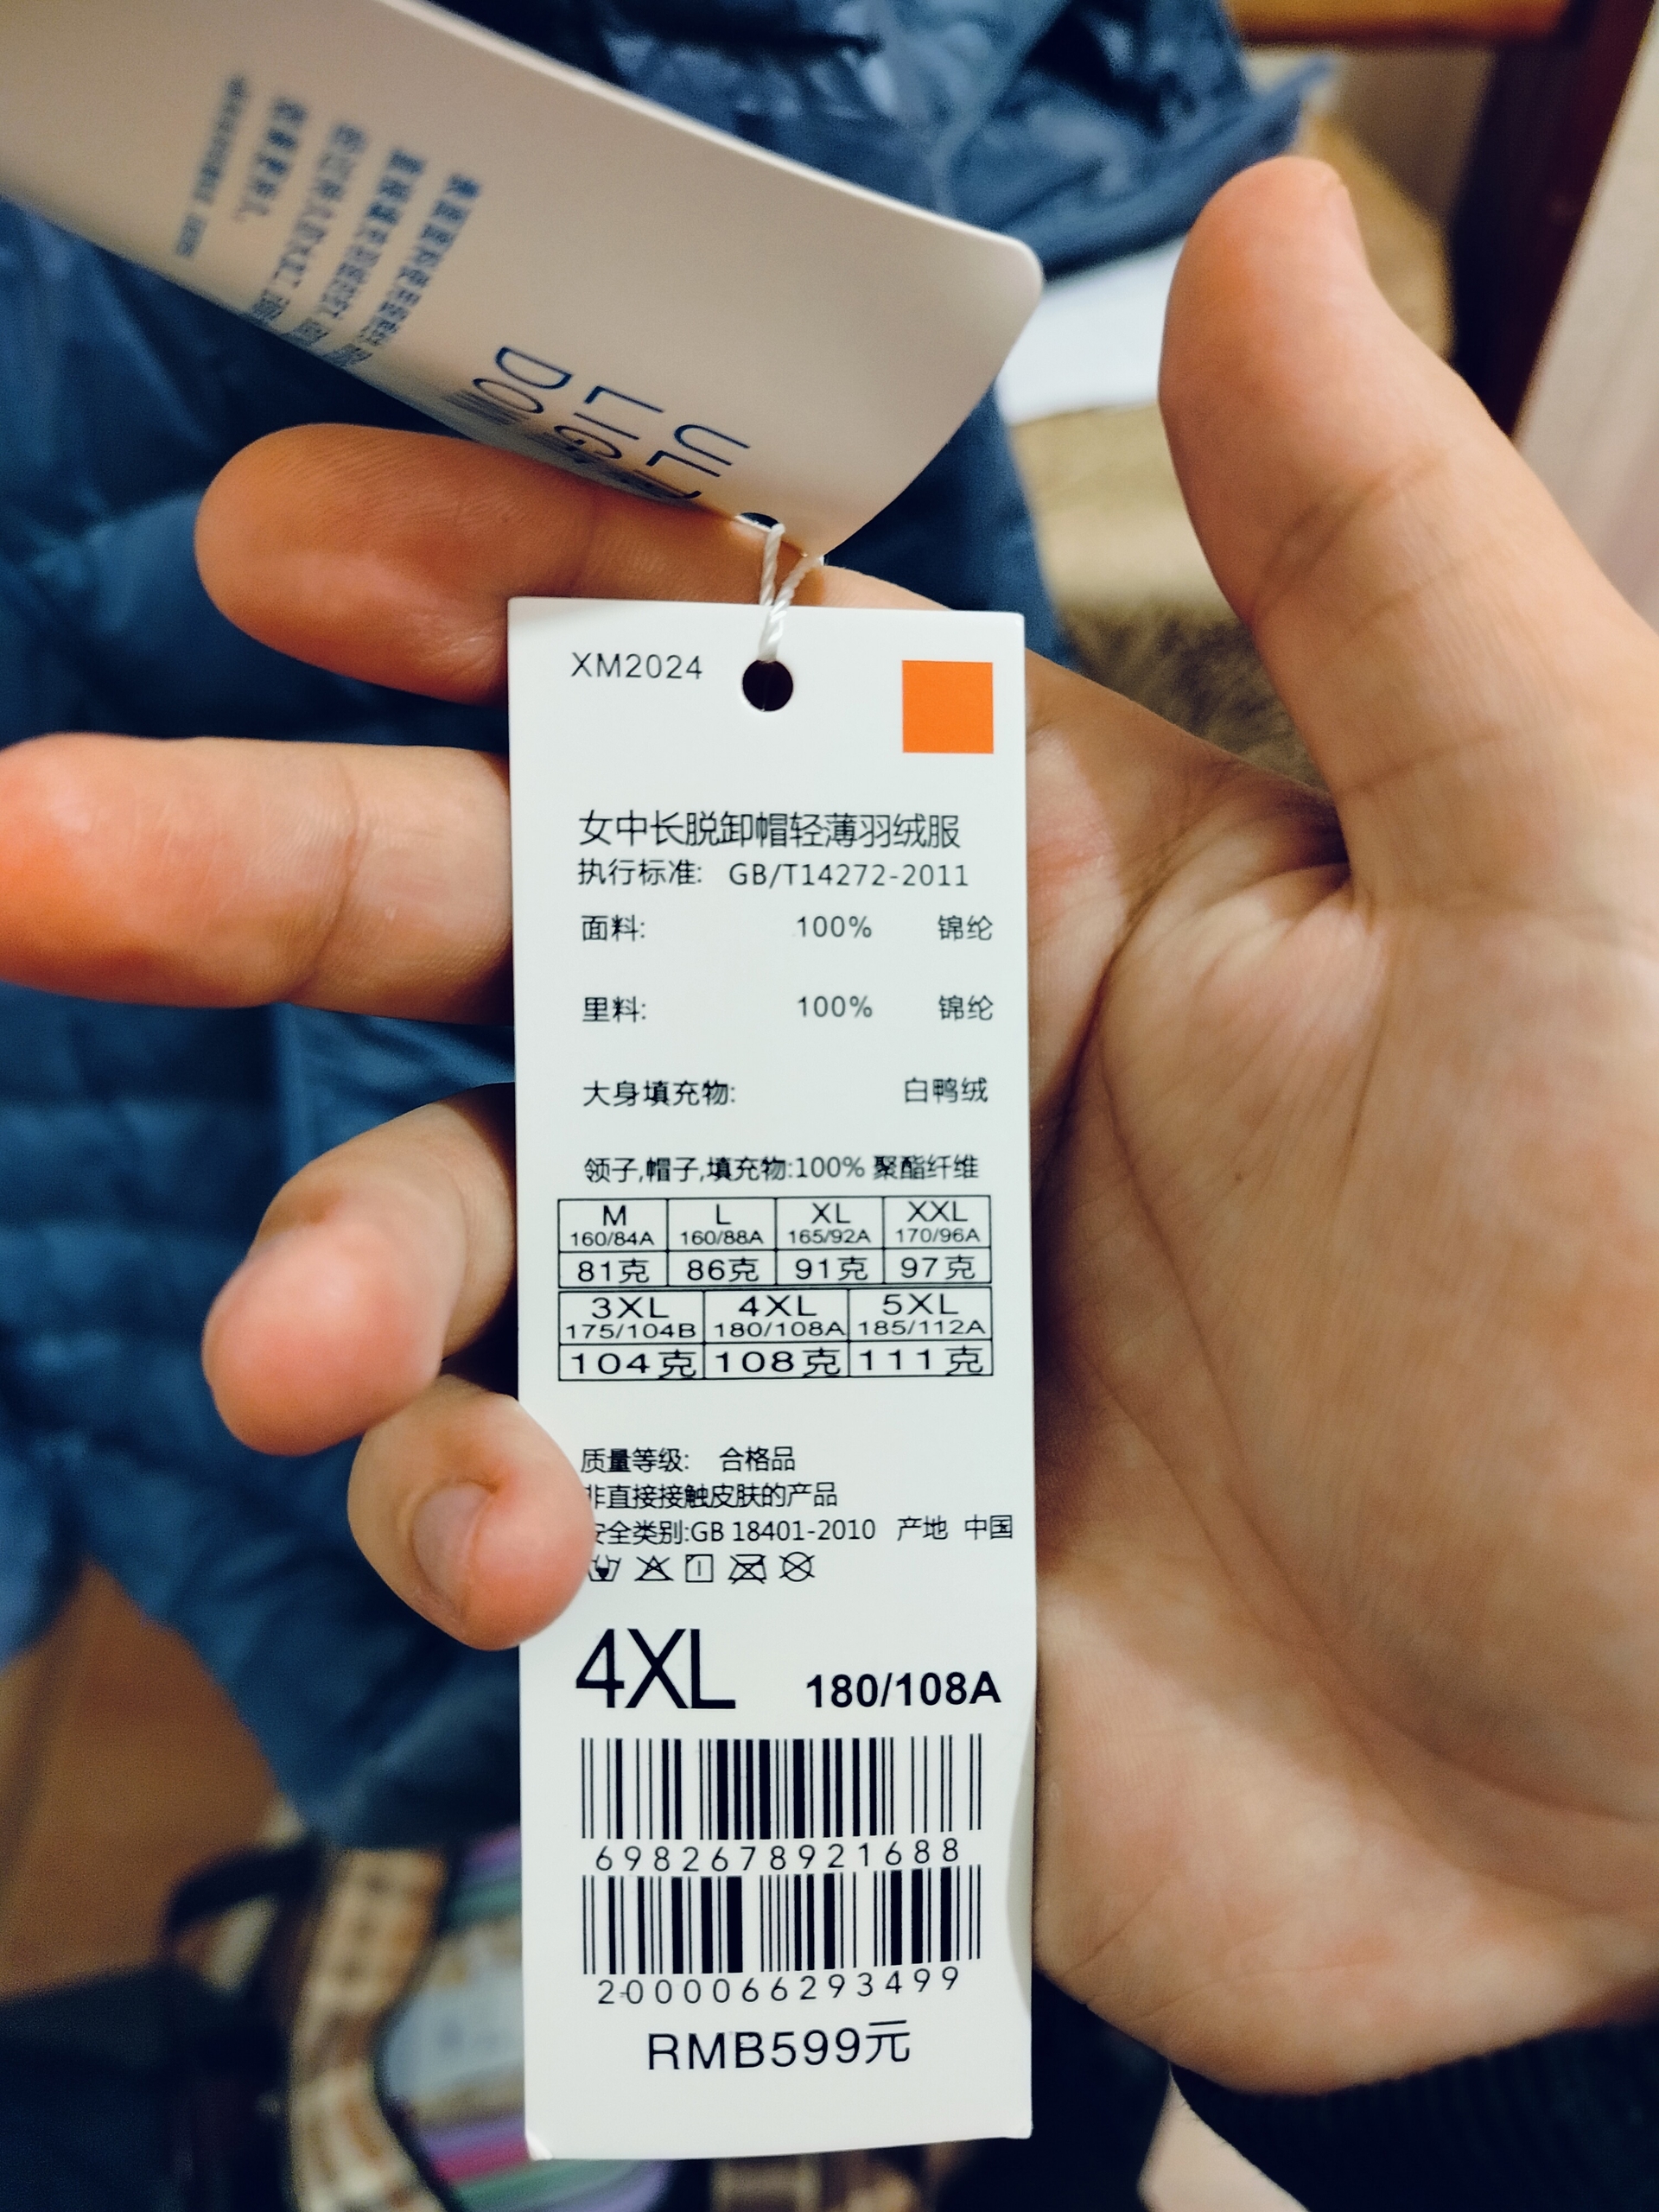 XM2024
女中长脱卸帽轻薄羽绒服
执行标准: GB/T14272-2011
面料: 100% 锦纶
里料: 100% 锦纶
大身填充物: 白鸭绒
领子,帽子,填充物:100% 聚酯纤维
M L XL XXL
160/84A 160/88A 165/92A 170/96A
81克 86克 91克 97克
3XL 4XL 5XL
175/104B 180/108A 185/112A
104克 108克 111克
质量等级: 合格品
非直接接触皮肤的产品
安全类别:GB 18401-2010 产地 中国
4XL 180/108A
6982678921688
2000066293499
RMB599元